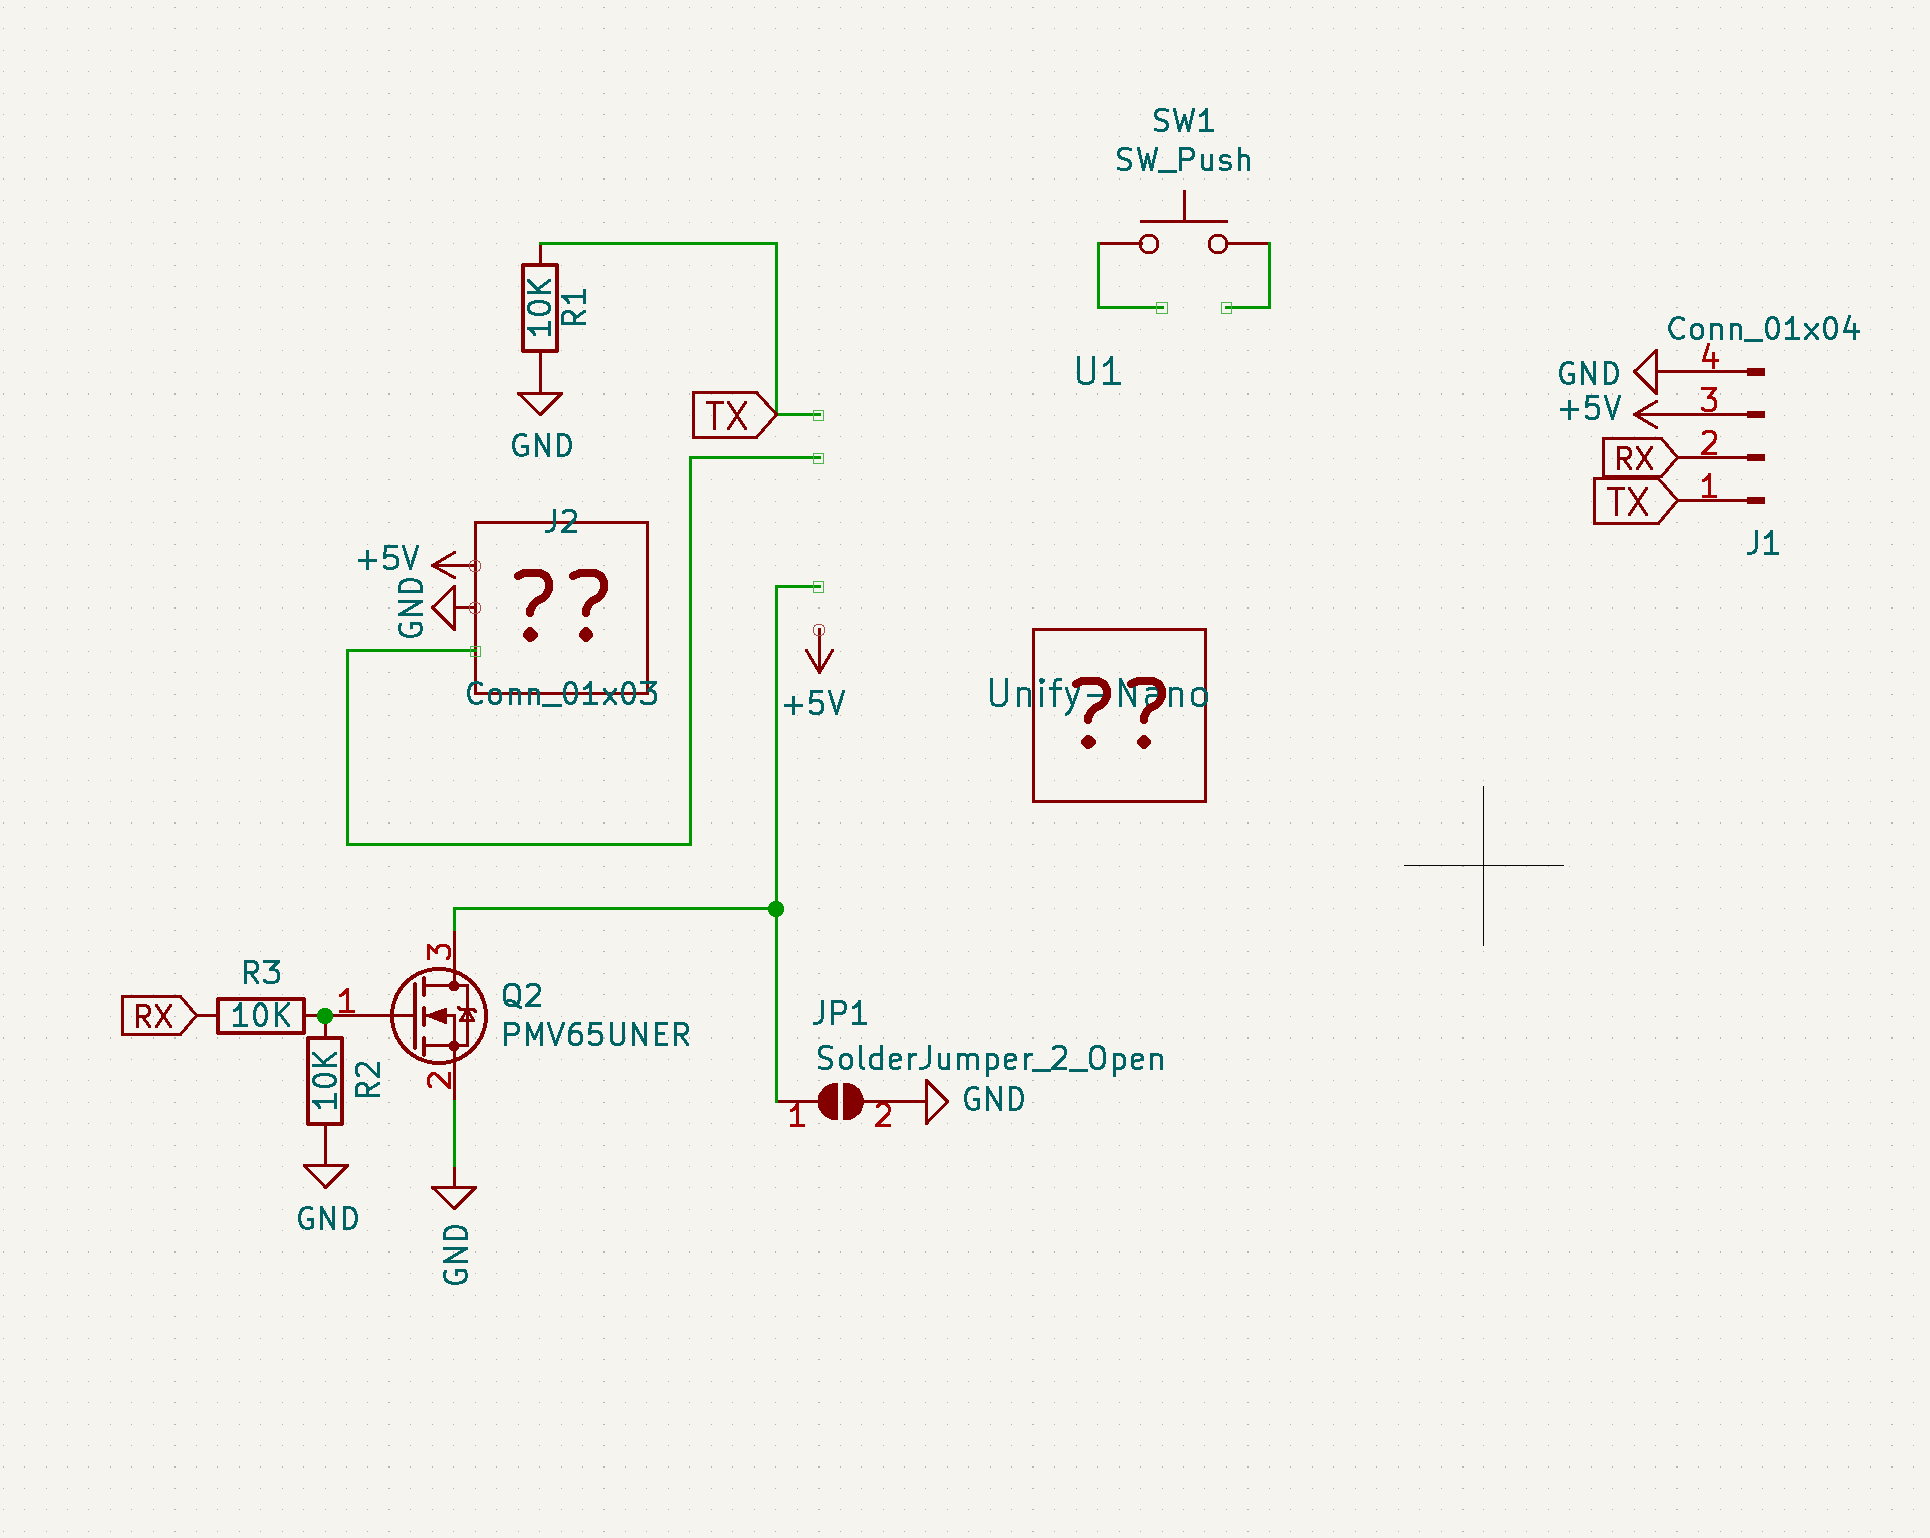 SW1
SW_Push
10K
R1
GND
TX
U1
Conn_01x04
GND
4
+5V
3
RX
2
TX
1
J1
J2
+5V
GND
??
Conn_01x03
+5V
Unify-Nano
??
R3
RX
10K
1
3
2
Q2
PMV65UNER
10K
R2
GND
GND
JP1
SolderJumper_2_Open
1
2
GND